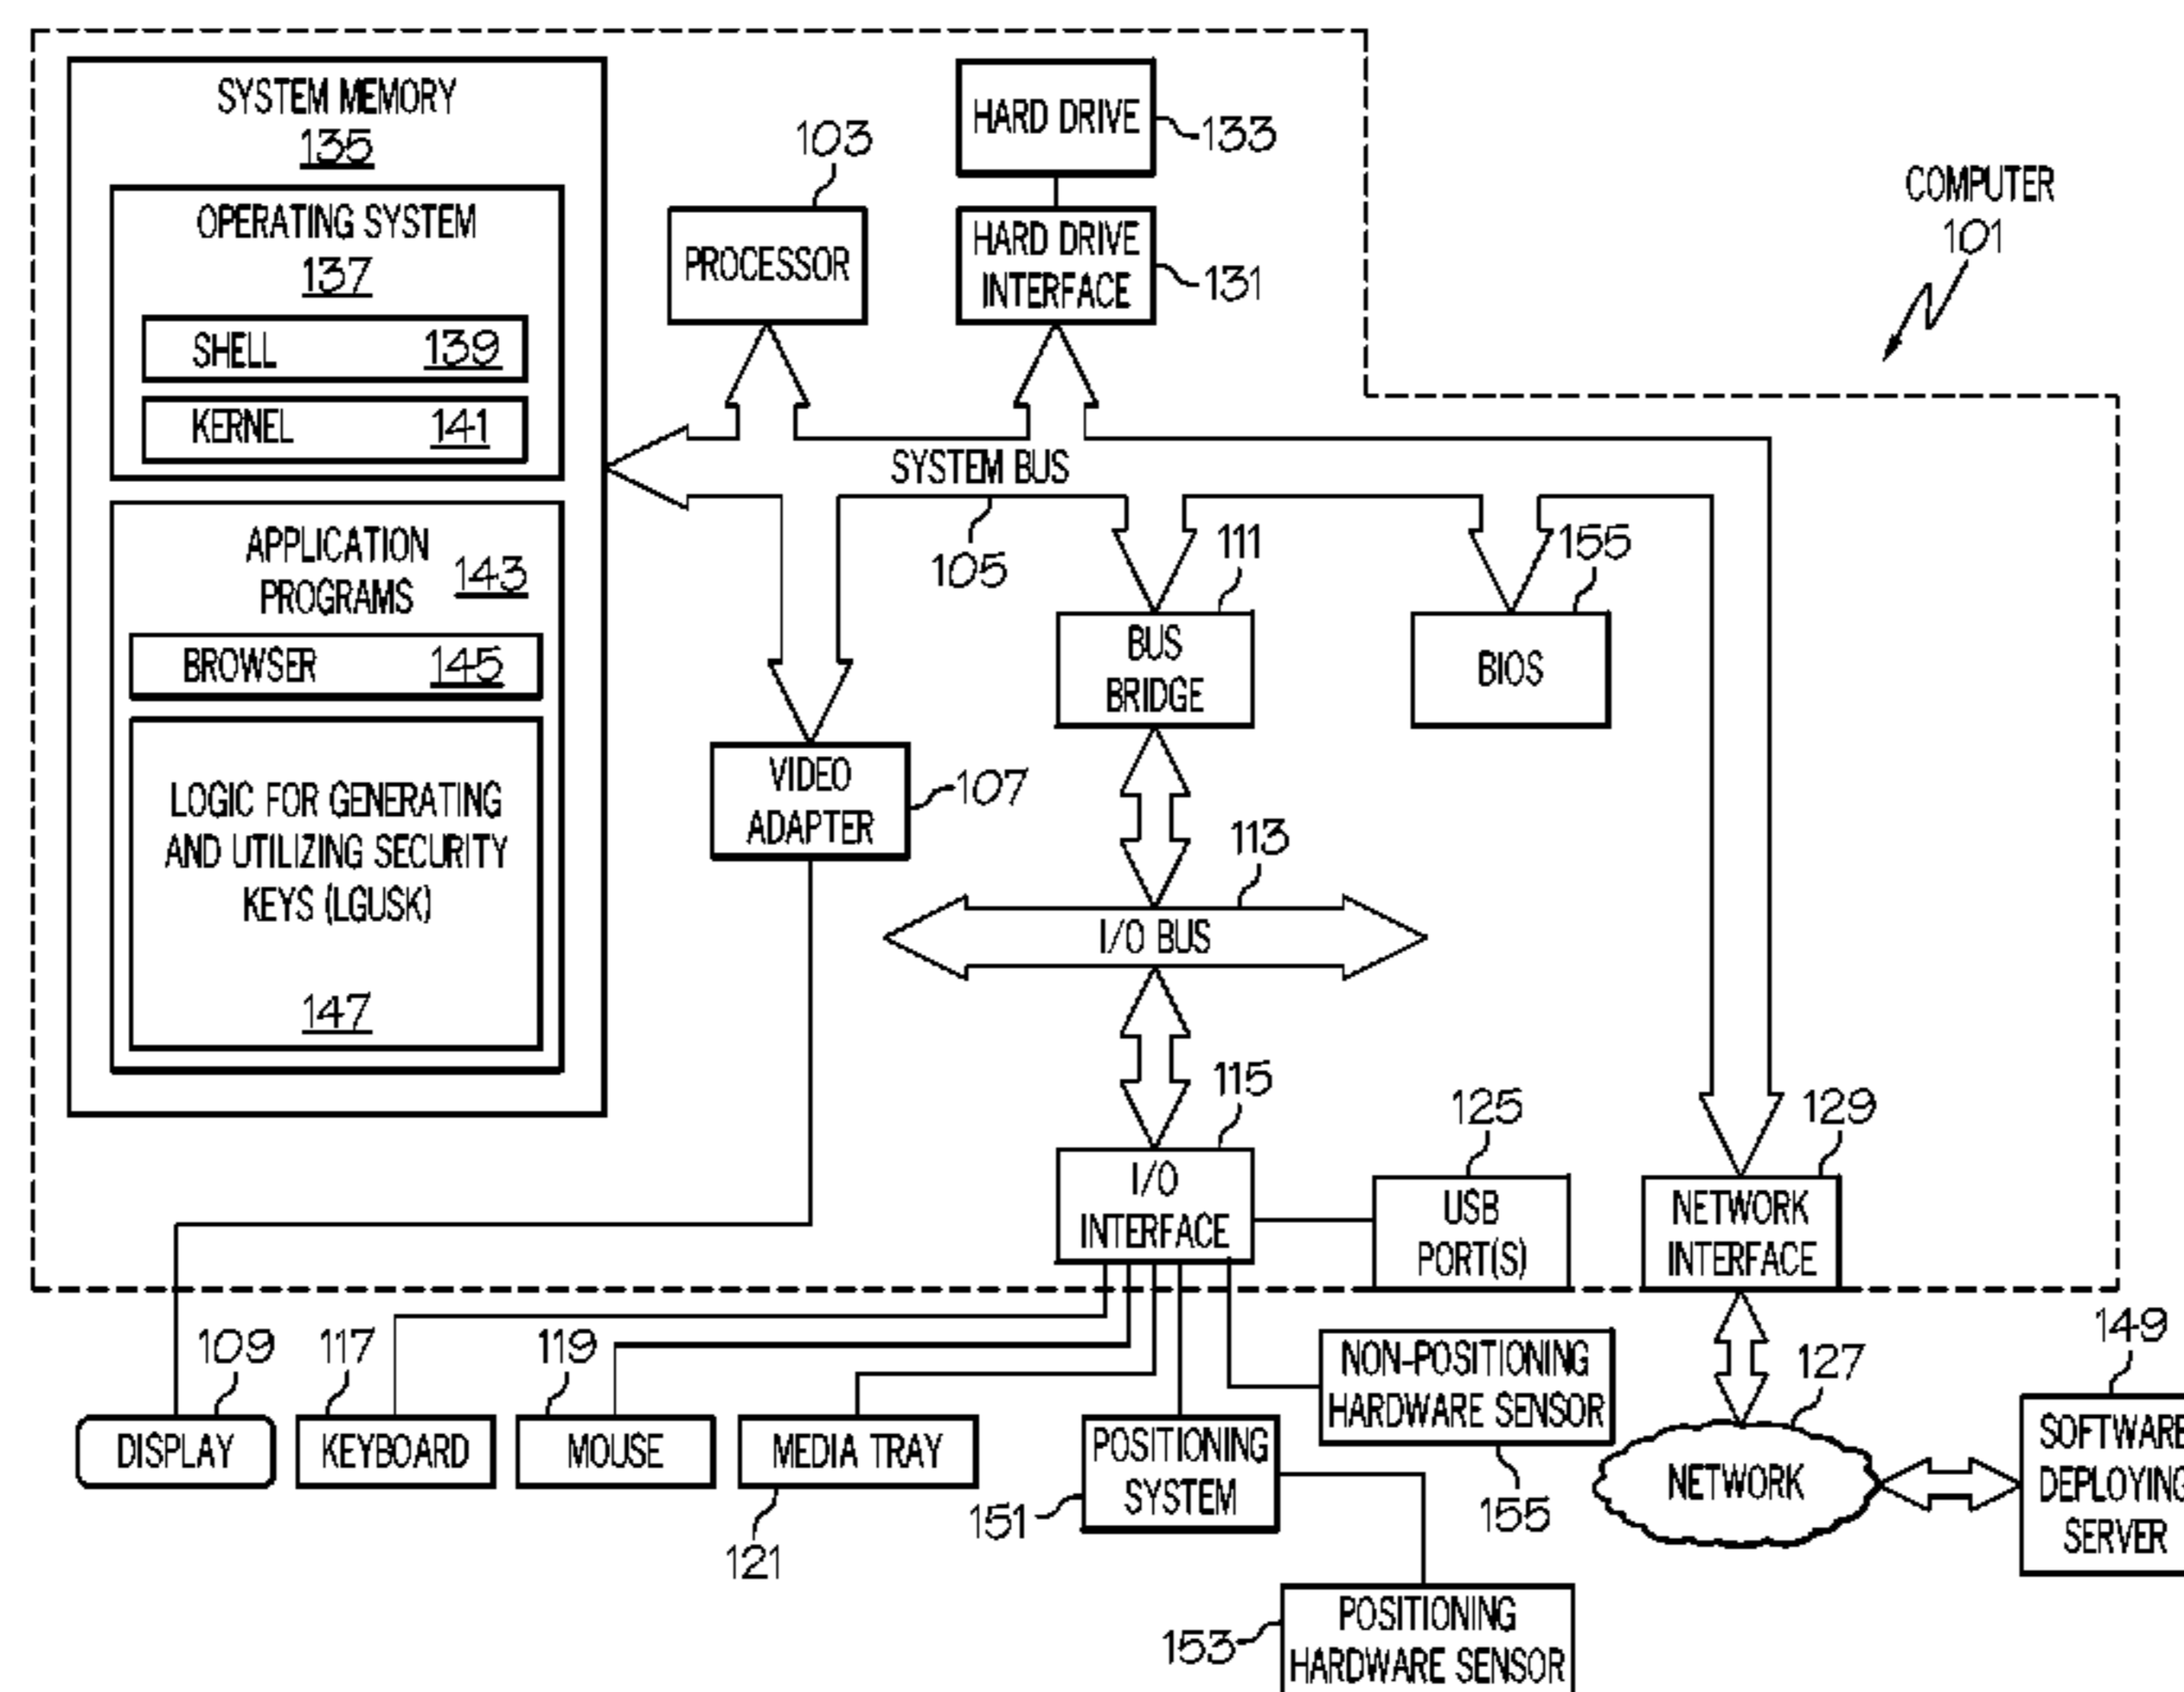 SYSTEM MEMORY
135
OPERATING SYSTEM
137
SHELL 139
KERNEL 141
APPLICATION
PROGRAMS 143
BROWSER 145
LOGIC FOR GENERATING
AND UTILIZING SECURITY
KEYS (LGUSK)
147
103
PROCESSOR
HARD DRIVE 133
HARD DRIVE
INTERFACE 131
COMPUTER
101
SYSTEM BUS
105
111
155
BUS
BRIDGE
BIOS
VIDEO
ADAPTER 107
113
I/O BUS
115
I/O
INTERFACE
125
USB
PORT(S)
129
NETWORK
INTERFACE
109
DISPLAY
117
KEYBOARD
119
MOUSE
MEDIA TRAY
121
POSITIONING
SYSTEM
151
NON-POSITIONING
HARDWARE SENSOR
155
153
POSITIONING
HARDWARE SENSOR
127
NETWORK
149
SOFTWARE
DEPLOYING
SERVER